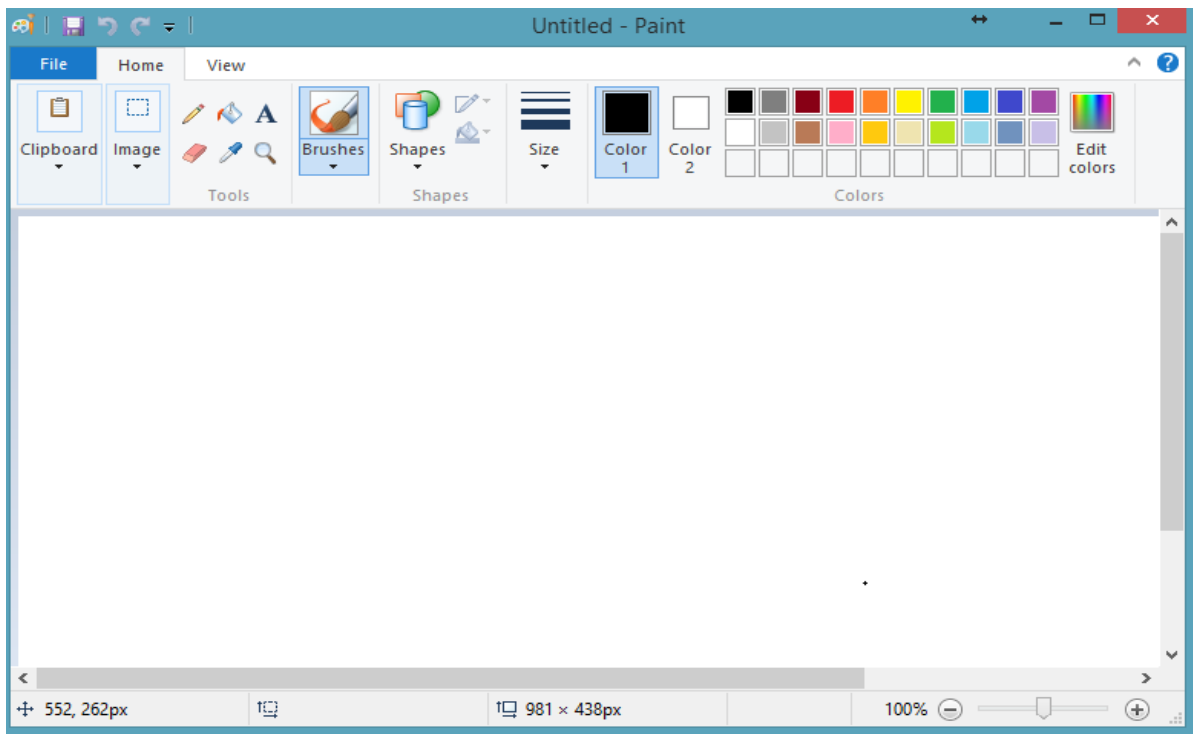 Untitled - Paint
File Home View
Clipboard Image A Brushes Shapes Size Color 1 Color 2 Edit colors
Tools Shapes Colors
552, 262px 981 × 438px 100%